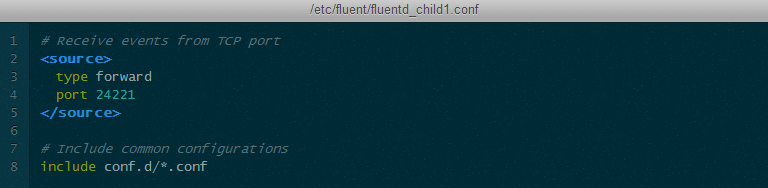 /etc/fluent/fluentd_child1.conf
1 # Receive events from TCP port
2 <source>
3   type forward
4   port 24221
5 </source>
6
7 # Include common configurations
8 include conf.d/*.conf